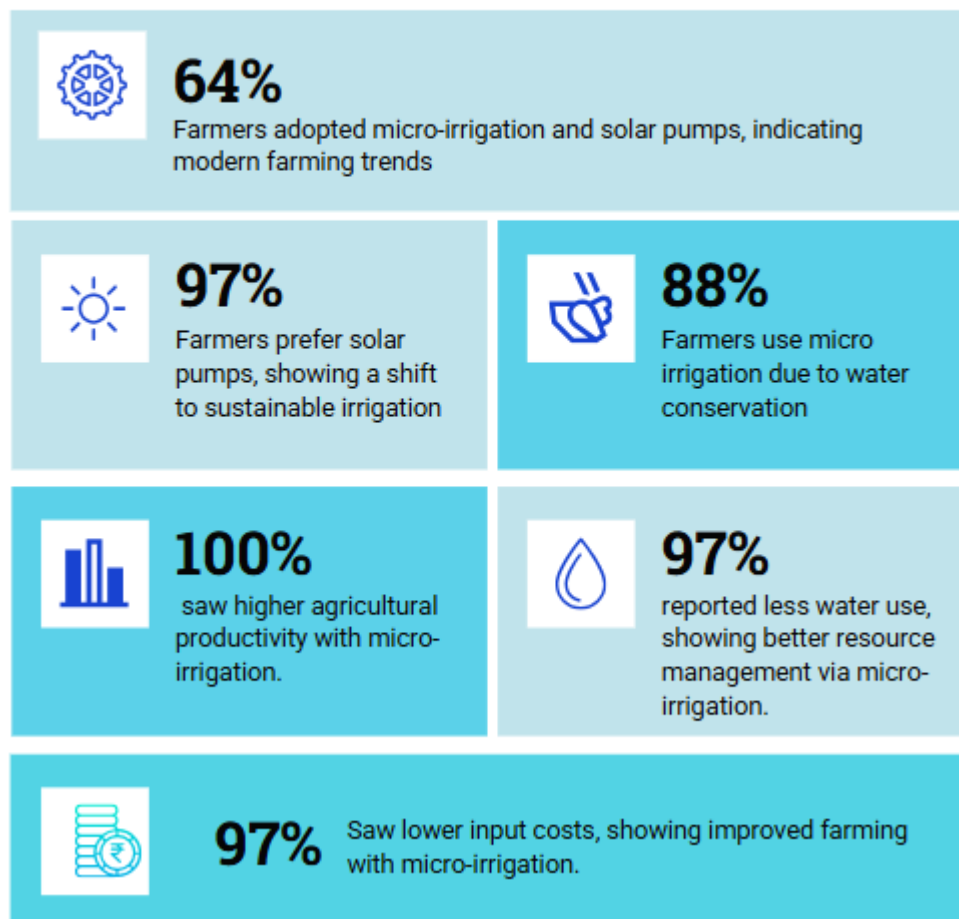 64%
Farmers adopted micro-irrigation and solar pumps, indicating
modern farming trends
97%
Farmers prefer solar
pumps, showing a shift
to sustainable irrigation
88%
Farmers use micro
irrigation due to water
conservation
100%
saw higher agricultural
productivity with micro-
irrigation.
97%
reported less water use,
showing better resource
management via micro-
irrigation.
₹
97%
Saw lower input costs, showing improved farming
with micro-irrigation.